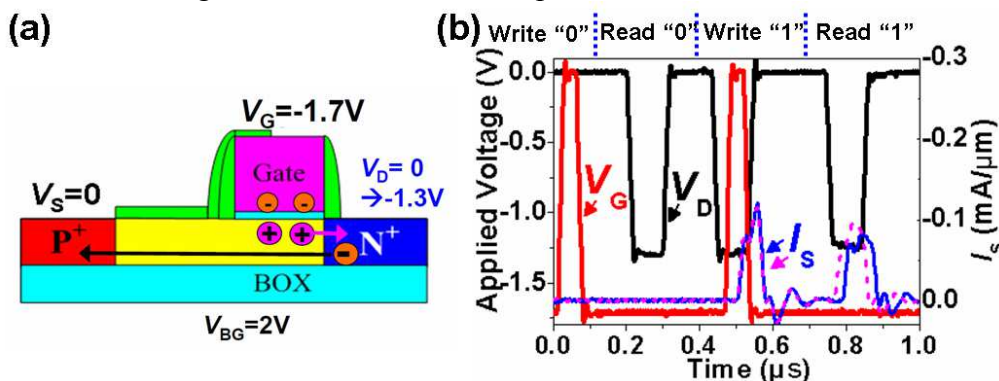 (a)
V_G=-1.7V
V_D= 0
→-1.3V
V_S=0
Gate
- -
+ +
P+
-
N+
BOX
V_BG=2V
(b)
Write “0” Read “0” Write “1” Read “1”
Applied Voltage (V)
0.0
-0.5
-1.0
-1.5
V_G
V_D
I_S
-0.3
-0.2
-0.1
0.0
I_S (mA/μm)
0.0 0.2 0.4 0.6 0.8 1.0
Time (μs)